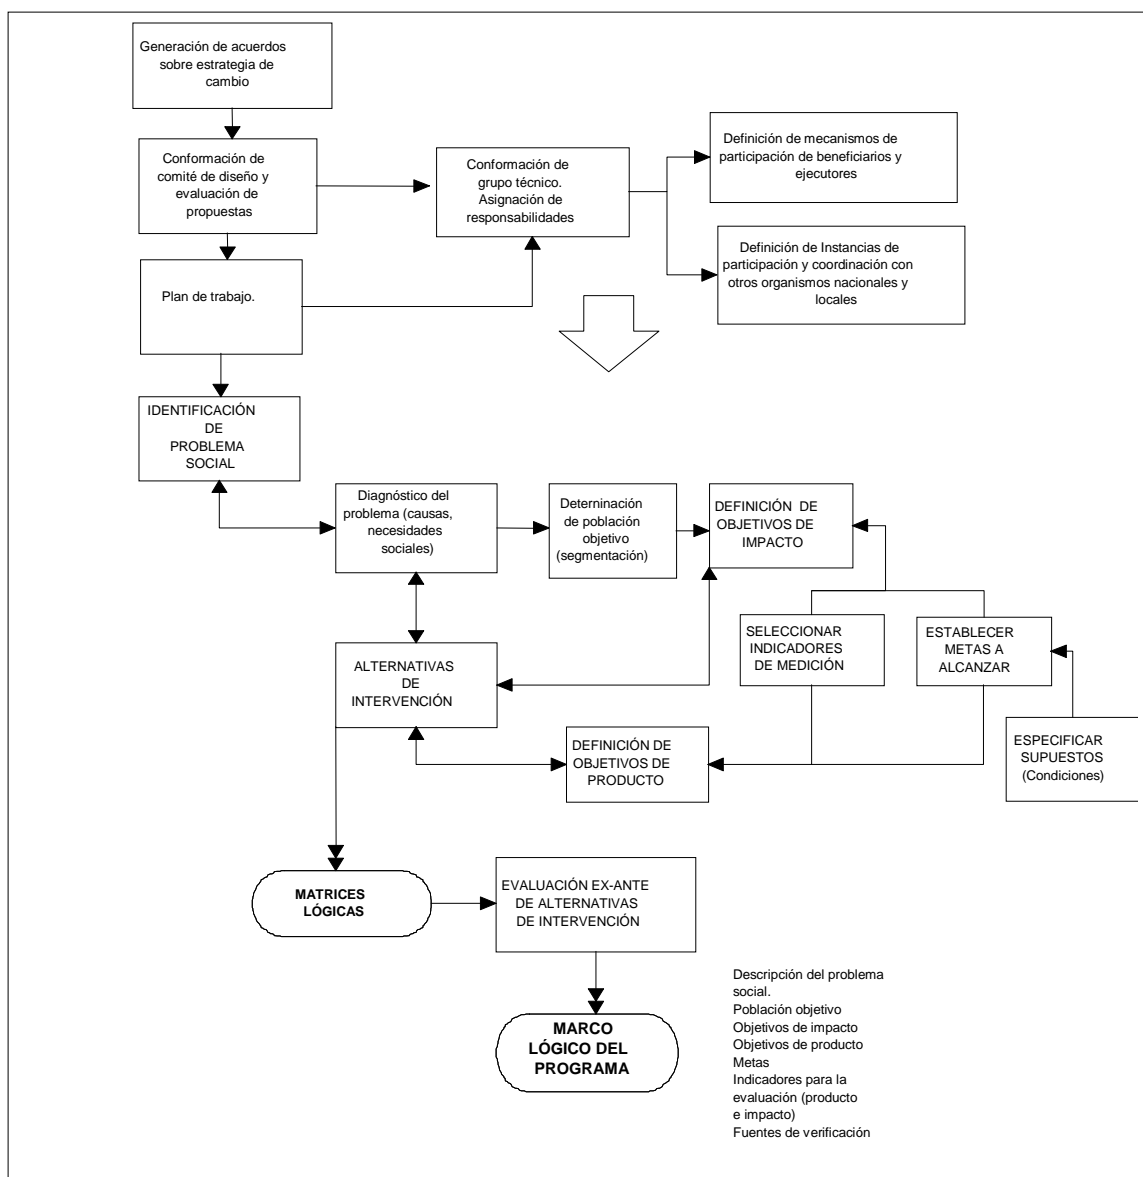 Generación de acuerdos
sobre estrategia de
cambio
Conformación de
comité de diseño y
evaluación de
propuestas
Conformación de
grupo técnico.
Asignación de
responsabilidades
Definición de mecanismos de
participación de beneficiarios y
ejecutores
Definición de Instancias de
participación y coordinación con
otros organismos nacionales y
locales
Plan de trabajo.
IDENTIFICACIÓN
DE
PROBLEMA
SOCIAL
Diagnóstico del
problema (causas,
necesidades
sociales)
Deterninación
de población
objetivo
(segmentación)
DEFINICIÓN DE
OBJETIVOS DE
IMPACTO
SELECCIONAR
INDICADORES
DE MEDICIÓN
ESTABLECER
METAS A
ALCANZAR
ALTERNATIVAS
DE
INTERVENCIÓN
DEFINICIÓN DE
OBJETIVOS DE
PRODUCTO
ESPECIFICAR
SUPUESTOS
(Condiciones)
MATRICES
LÓGICAS
EVALUACIÓN EX-ANTE
DE ALTERNATIVAS
DE INTERVENCIÓN
MARCO
LÓGICO DEL
PROGRAMA
Descripción del problema
social.
Población objetivo
Objetivos de impacto
Objetivos de producto
Metas
Indicadores para la
evaluación (producto
e impacto)
Fuentes de verificación